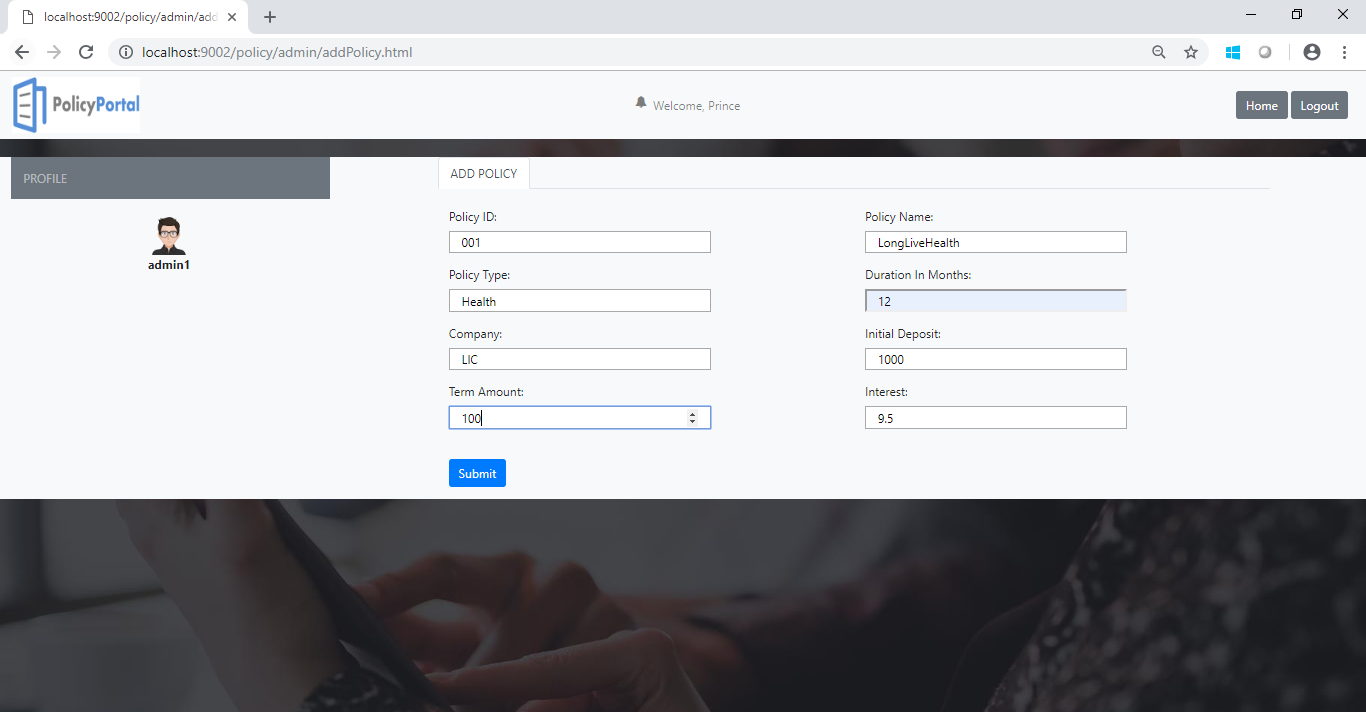 localhost:9002/policy/admin/add
localhost:9002/policy/admin/addPolicy.html
PolicyPortal
Welcome, Prince
Home
Logout
PROFILE
admin1
ADD POLICY
Policy ID:
001
Policy Name:
LongLiveHealth
Policy Type:
Health
Duration In Months:
12
Company:
LIC
Initial Deposit:
1000
Term Amount:
100
Interest:
9.5
Submit